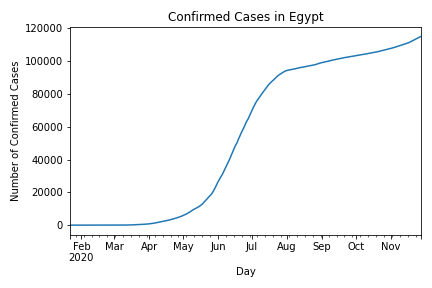 Confirmed Cases in Egypt
120000
100000
80000
60000
40000
20000
0
Number of Confirmed Cases
Feb Mar Apr May Jun Jul Aug Sep Oct Nov
2020
Day